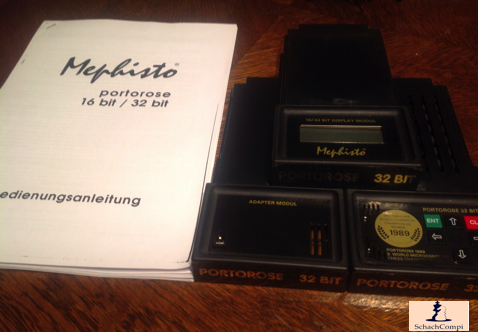 Mephisto®
portorose
16 bit / 32 bit
edienungsanleitung
16/32 BIT DISPLAY MODUL
Mephisto
PORTOROSE 32 BIT
ADAPTER MODUL
PORTOROSE 32 BIT
PORTOROSE 32 BIT
ENT
CL
1989
PORTOROSE 1989
PORTOROSE 32
SchachCompi